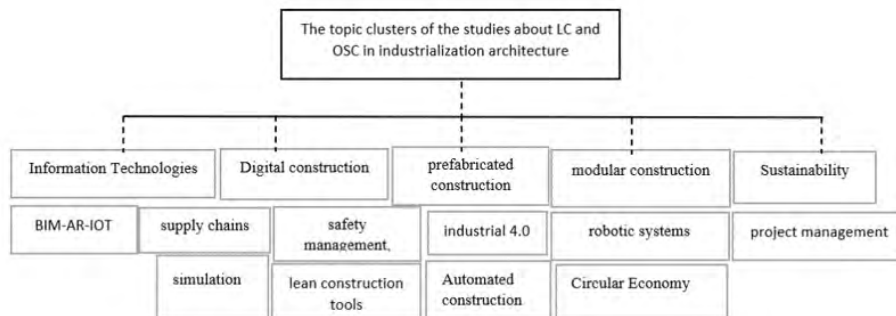 The topic clusters of the studies about LC and
OSC in industrialization architecture
Information Technologies
Digital construction
prefabricated
construction
modular construction
Sustainability
BIM-AR-IOT
supply chains
safety
management,
industrial 4.0
robotic systems
project management
simulation
lean construction
tools
Automated
construction
Circular Economy